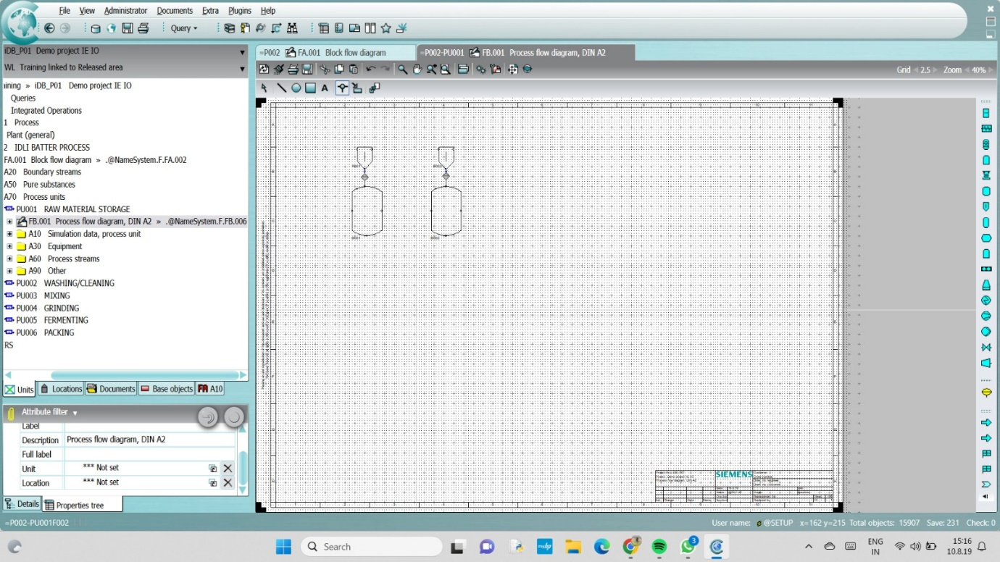 File View Administrator Documents Extra Plugins Help
Query
iDB_P01 Demo project IE IO
WL Training linked to Released area
ining » iDB_P01 Demo project IE IO
Queries
Integrated Operations
1 Process
Plant (general)
2 IDLI BATTER PROCESS
FA.001 Block flow diagram » .@NameSystem.F.FA.002
A20 Boundary streams
A50 Pure substances
A70 Process units
PU001 RAW MATERIAL STORAGE
FB.001 Process flow diagram, DIN A2 » .@NameSystem.F.FB.006
A10 Simulation data, process unit
A30 Equipment
A60 Process streams
A90 Other
PU002 WASHING/CLEANING
PU003 MIXING
PU004 GRINDING
PU005 FERMENTING
PU006 PACKING
RS
Units Locations Documents Base objects A10
Attribute filter
Label
Description Process flow diagram, DIN A2
Full label
Unit *** Not set
Location *** Not set
Details Properties tree
=P002 FA.001 Block flow diagram
=P002-PU001 FB.001 Process flow diagram, DIN A2
Grid 2.5 Zoom 40%
A
SIEMENS
=P002-PU001F002
User name: @SETUP x=162 y=215 Total objects: 15907 Save: 231 Check: 0
Search
myhp
3
ENG
IN
15:16
10.8.19